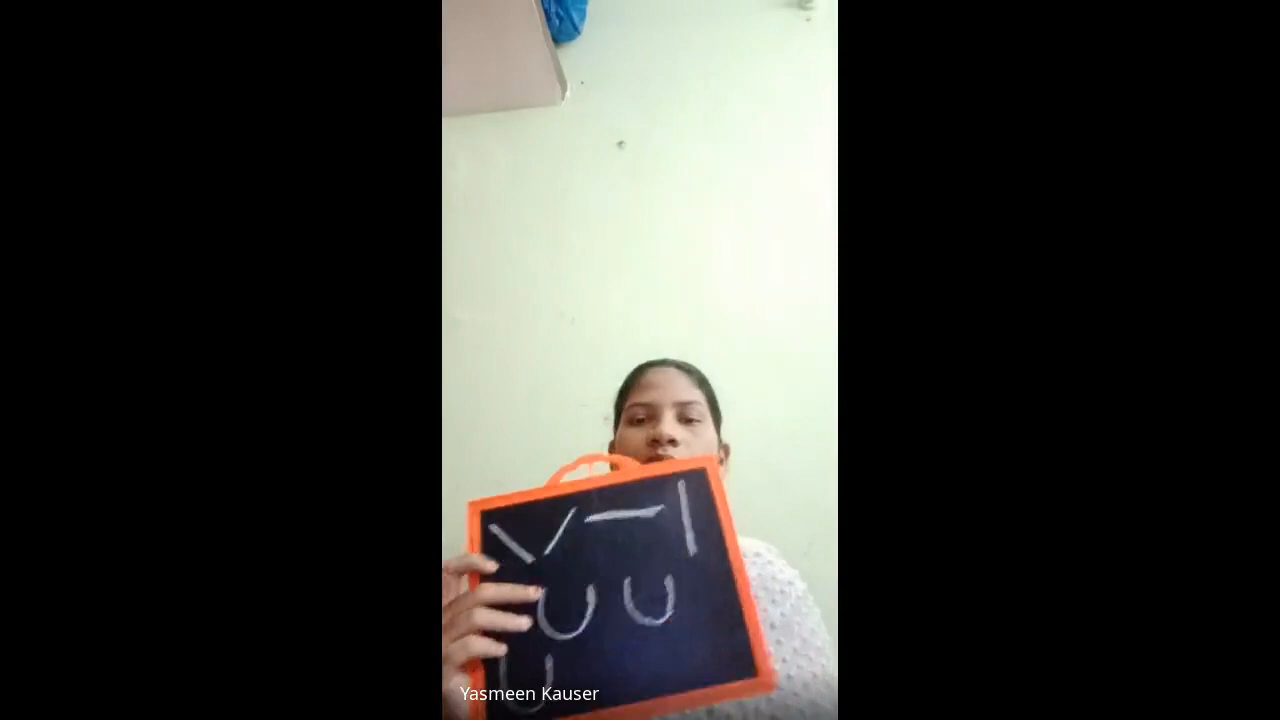 \ / — |
U U
U
Yasmeen Kauser